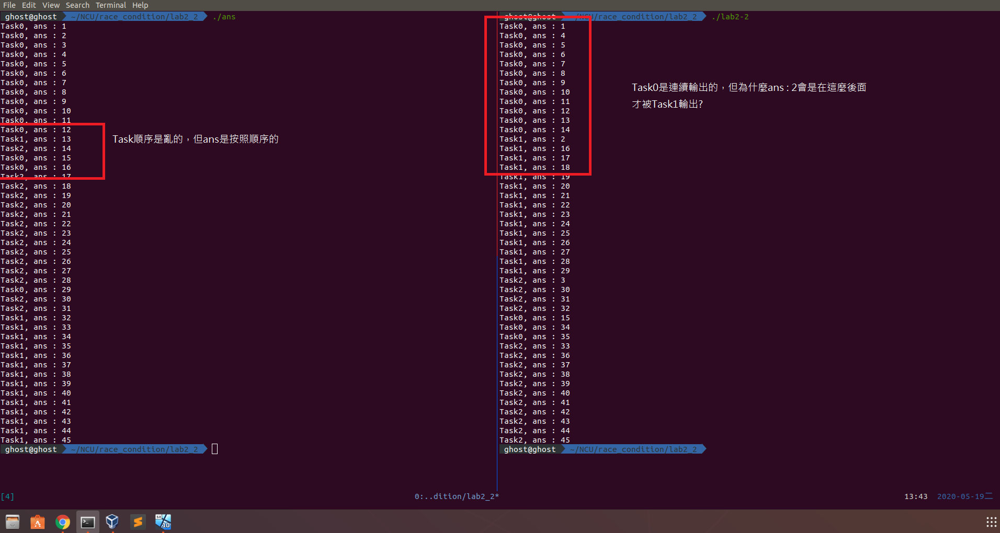 File Edit View Search Terminal Help
ghost@ghost ~/NCU/race_condition/lab2_2 ./ans
Task0, ans : 1
Task0, ans : 2
Task0, ans : 3
Task0, ans : 4
Task0, ans : 5
Task0, ans : 6
Task0, ans : 7
Task0, ans : 8
Task0, ans : 9
Task0, ans : 10
Task0, ans : 11
Task0, ans : 12
Task1, ans : 13
Task2, ans : 14
Task0, ans : 15
Task0, ans : 16
Task2, ans : 17
Task2, ans : 18
Task2, ans : 19
Task2, ans : 20
Task2, ans : 21
Task2, ans : 22
Task2, ans : 23
Task2, ans : 24
Task2, ans : 25
Task2, ans : 26
Task2, ans : 27
Task2, ans : 28
Task0, ans : 29
Task2, ans : 30
Task2, ans : 31
Task1, ans : 32
Task1, ans : 33
Task1, ans : 34
Task1, ans : 35
Task1, ans : 36
Task1, ans : 37
Task1, ans : 38
Task1, ans : 39
Task1, ans : 40
Task1, ans : 41
Task1, ans : 42
Task1, ans : 43
Task1, ans : 44
Task1, ans : 45
ghost@ghost ~/NCU/race_condition/lab2_2
Task順序是亂的，但ans是按照順序的
ghost@ghost ~/NCU/race_condition/lab2_2 ./lab2-2
Task0, ans : 1
Task0, ans : 4
Task0, ans : 5
Task0, ans : 6
Task0, ans : 7
Task0, ans : 8
Task0, ans : 9
Task0, ans : 10
Task0, ans : 11
Task0, ans : 12
Task0, ans : 13
Task0, ans : 14
Task1, ans : 2
Task1, ans : 16
Task1, ans : 17
Task1, ans : 18
Task1, ans : 19
Task1, ans : 20
Task1, ans : 21
Task1, ans : 22
Task1, ans : 23
Task1, ans : 24
Task1, ans : 25
Task1, ans : 26
Task1, ans : 27
Task1, ans : 28
Task1, ans : 29
Task2, ans : 3
Task2, ans : 30
Task2, ans : 31
Task2, ans : 32
Task0, ans : 15
Task0, ans : 34
Task0, ans : 35
Task2, ans : 33
Task2, ans : 36
Task2, ans : 37
Task2, ans : 38
Task2, ans : 39
Task2, ans : 40
Task2, ans : 41
Task2, ans : 42
Task2, ans : 43
Task2, ans : 44
Task2, ans : 45
ghost@ghost ~/NCU/race_condition/lab2_2
Task0是連續輸出的，但為什麼ans : 2會是在這麼後面
才被Task1輸出?
[4] 0:..dition/lab2_2* 13:43 2020-05-19二
64
10